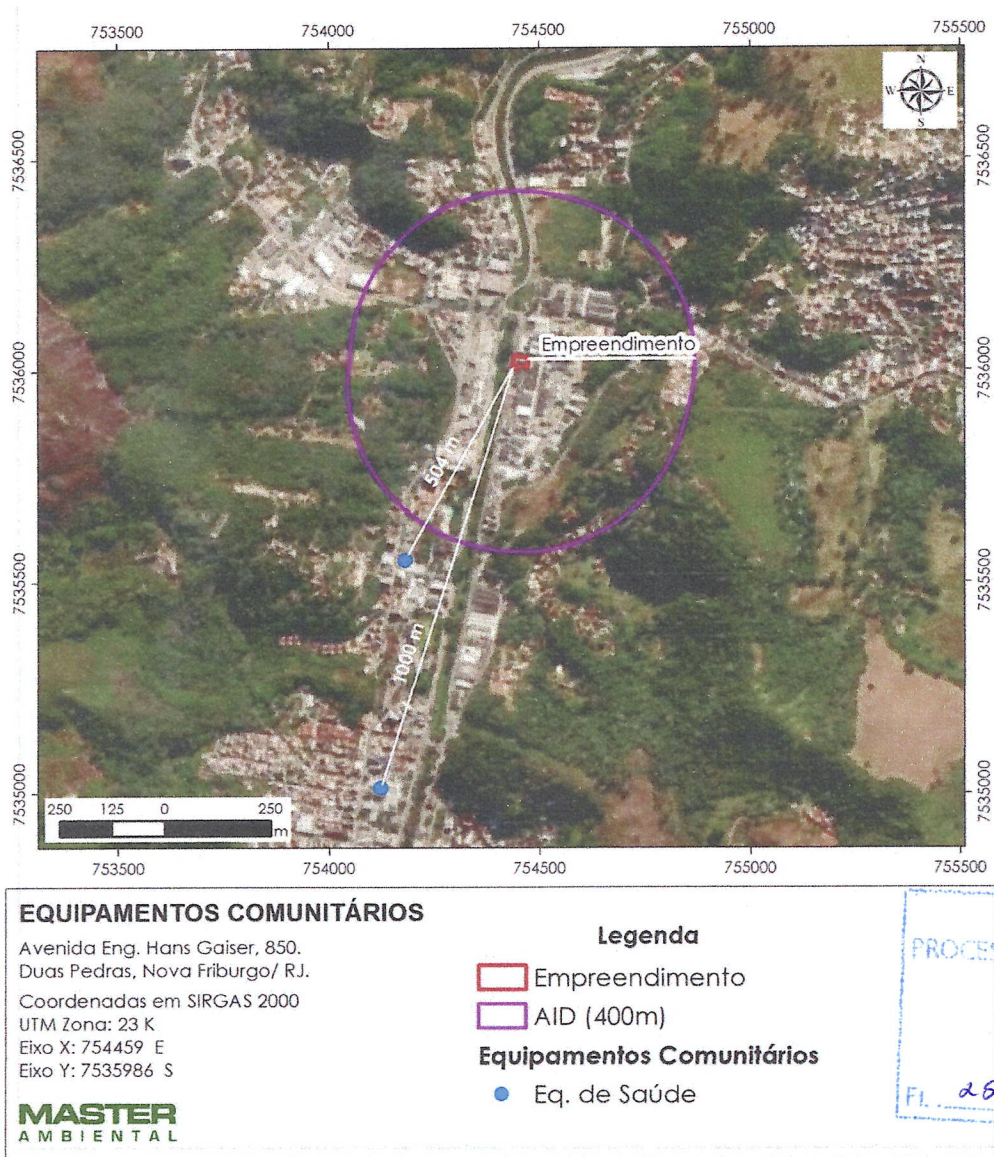 753500 754000 754500 755000 755500
N
W E
S
7536500 7536500
Empreendimento
7536000 7536000
504 m
7535500 7535500
1000 m
7535000 7535000
250 125 0 250
m
753500 754000 754500 755000 755500
EQUIPAMENTOS COMUNITÁRIOS
Avenida Eng. Hans Gaiser, 850.
Duas Pedras, Nova Friburgo/ RJ.
Coordenadas em SIRGAS 2000
UTM Zona: 23 K
Eixo X: 754459 E
Eixo Y: 7535986 S
MASTER
AMBIENTAL
Legenda
Empreendimento
AID (400m)
Equipamentos Comunitários
Eq. de Saúde
Fl.